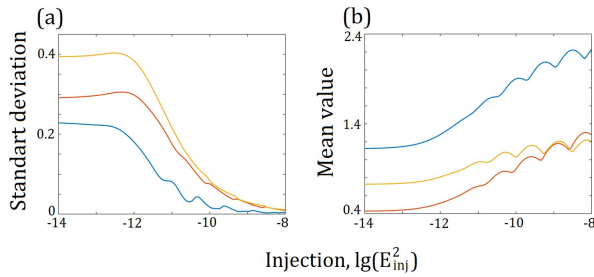 (a)
Standart deviation
0.4
0.2
0
-14
-12
-10
-8
(b)
Mean value
2.4
1.4
0.4
-14
-12
-10
-8
Injection, lg(E²inj)